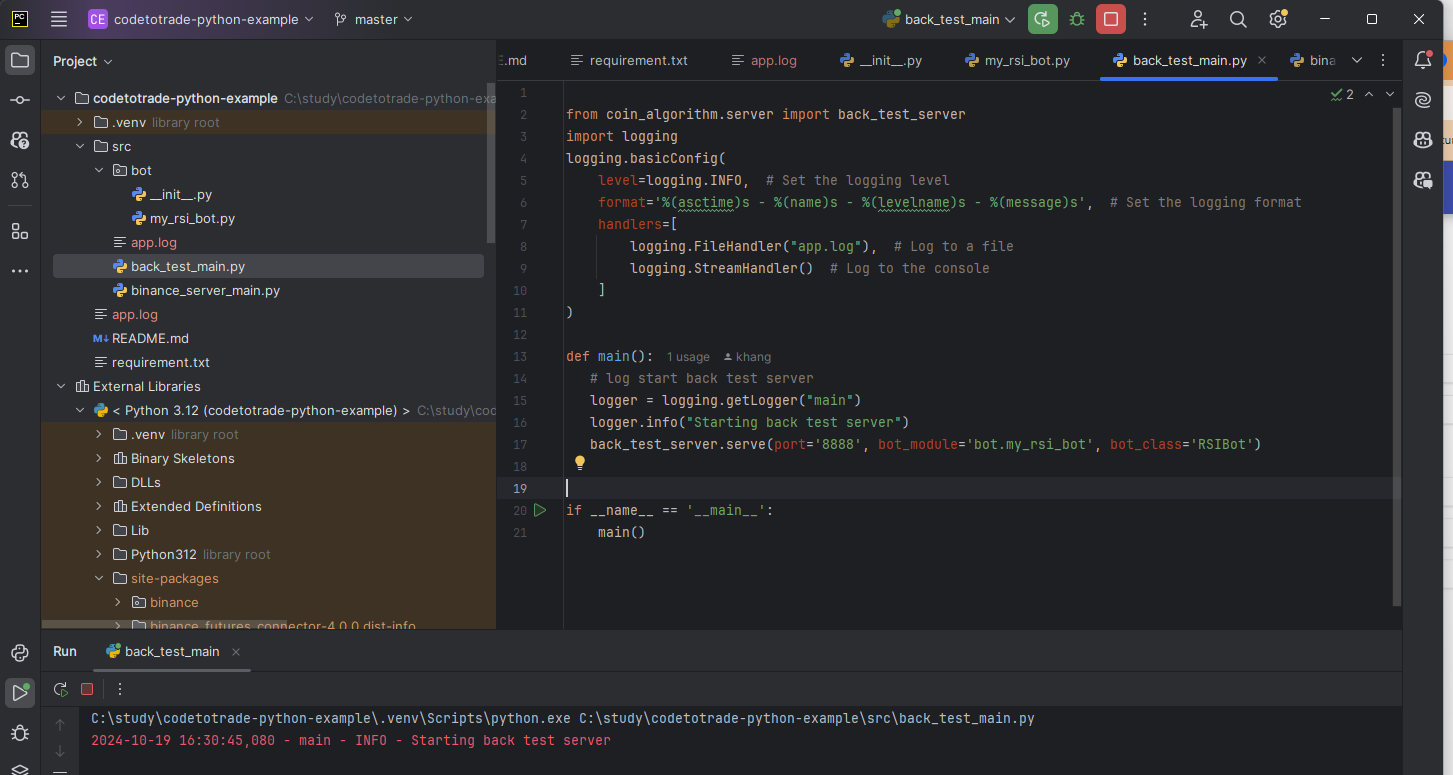 PC
CE codetotrade-python-example master back_test_main
Project
.md requirement.txt app.log __init__.py my_rsi_bot.py back_test_main.py bina
codetotrade-python-example C:\study\codetotrade-python-exa
.venv library root
src
bot
__init__.py
my_rsi_bot.py
app.log
back_test_main.py
binance_server_main.py
app.log
M↓ README.md
requirement.txt
External Libraries
< Python 3.12 (codetotrade-python-example) > C:\study\cod
.venv library root
Binary Skeletons
DLLs
Extended Definitions
Lib
Python312 library root
site-packages
binance
binance_futures_connector-4.0.0.dist-info
2
1
2 from coin_algorithm.server import back_test_server
3 import logging
4 logging.basicConfig(
5 level=logging.INFO,  # Set the logging level
6 format='%(asctime)s - %(name)s - %(levelname)s - %(message)s',  # Set the logging format
7 handlers=[
8 logging.FileHandler("app.log"),  # Log to a file
9 logging.StreamHandler()  # Log to the console
10 ]
11 )
12
13 def main(): 1 usage khang
14 # log start back test server
15 logger = logging.getLogger("main")
16 logger.info("Starting back test server")
17 back_test_server.serve(port='8888', bot_module='bot.my_rsi_bot', bot_class='RSIBot')
18
19
20 if __name__ == '__main__':
21 main()
Run back_test_main
C:\study\codetotrade-python-example\.venv\Scripts\python.exe C:\study\codetotrade-python-example\src\back_test_main.py
2024-10-19 16:30:45,080 - main - INFO - Starting back test server